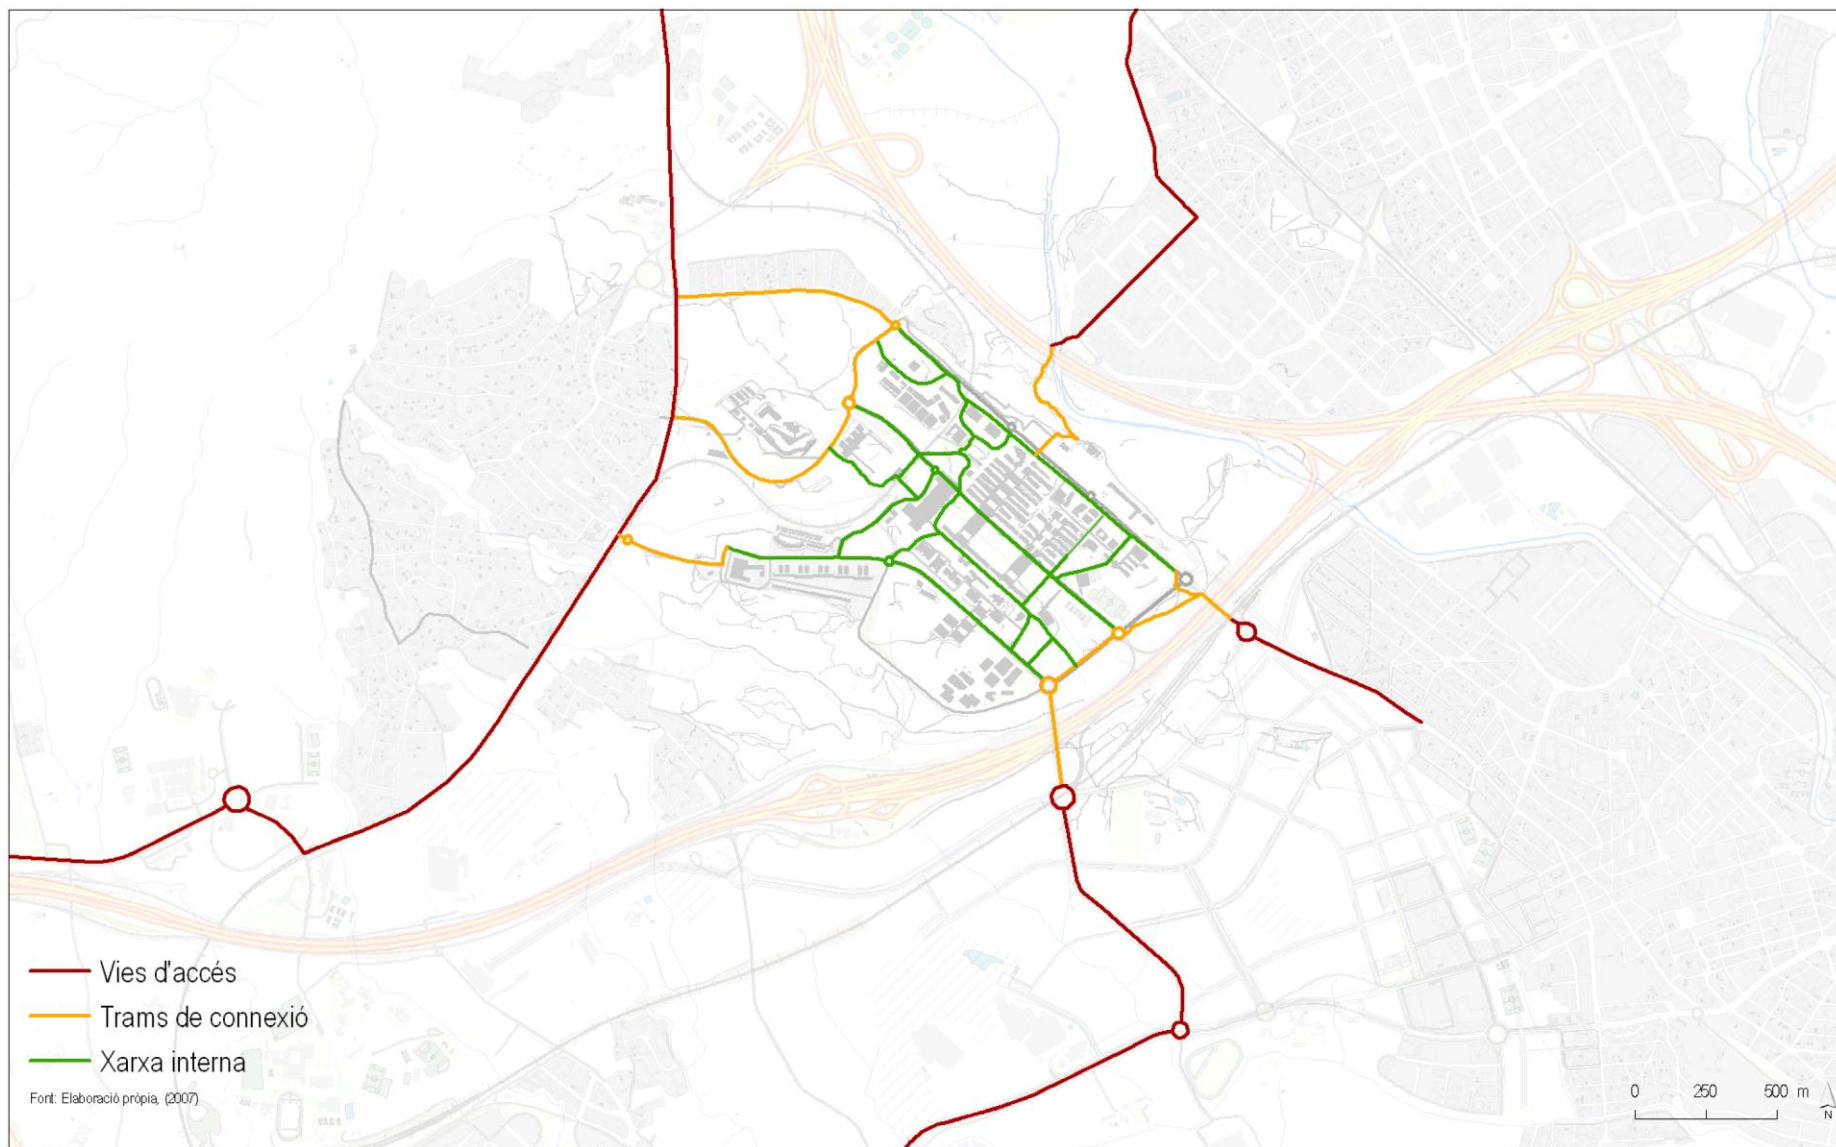 Vies d'accés
Trams de connexió
Xarxa interna
Font: Elaboració pròpia, (2007)
0 250 500 m
N